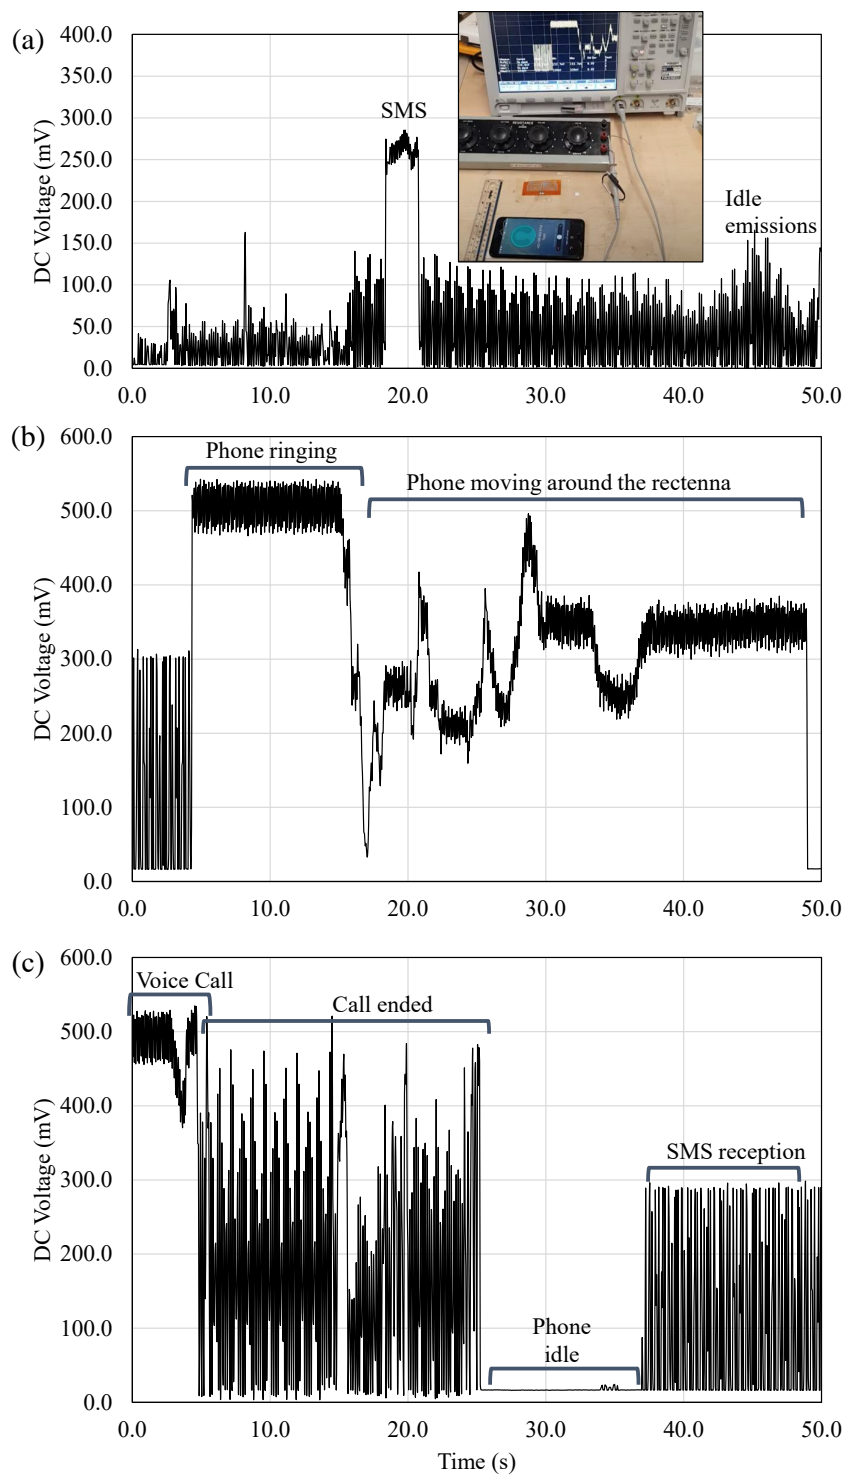 (a)
400.0
350.0
300.0
250.0
200.0
150.0
100.0
50.0
0.0
DC Voltage (mV)
SMS
Idle
emissions
0.0 10.0 20.0 30.0 40.0 50.0
(b)
600.0
500.0
400.0
300.0
200.0
100.0
0.0
DC Voltage (mV)
Phone ringing
Phone moving around the rectenna
0.0 10.0 20.0 30.0 40.0 50.0
(c)
600.0
500.0
400.0
300.0
200.0
100.0
0.0
DC Voltage (mV)
Voice Call
Call ended
Phone
idle
SMS reception
0.0 10.0 20.0 30.0 40.0 50.0
Time (s)